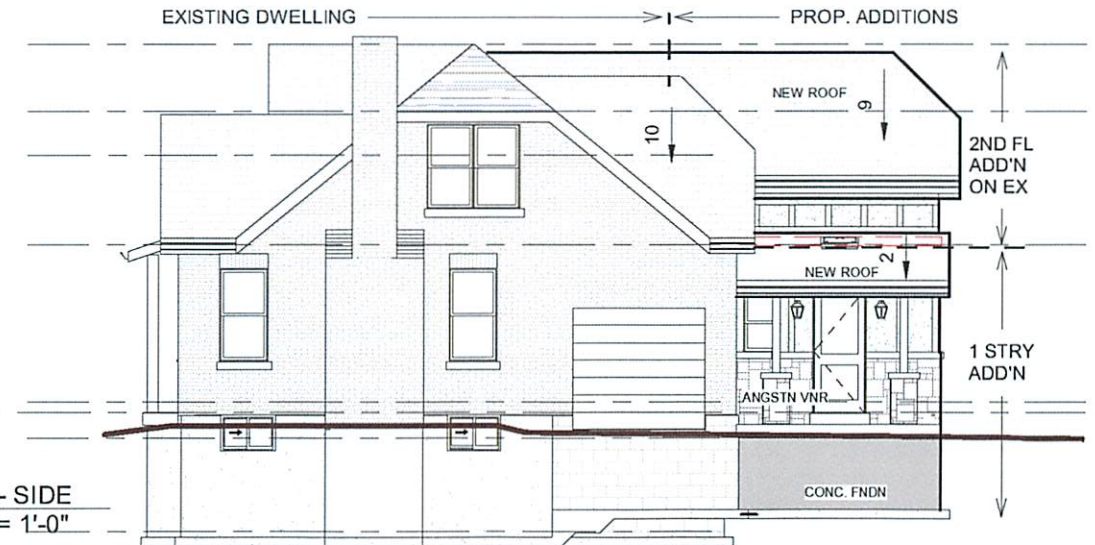 EXISTING DWELLING
PROP. ADDITIONS
NEW ROOF
9
10
2ND FL
ADD'N
ON EX
2
NEW ROOF
1 STRY
ADD'N
ANGSTN VNR
CONC. FNDN
- SIDE
= 1'-0"